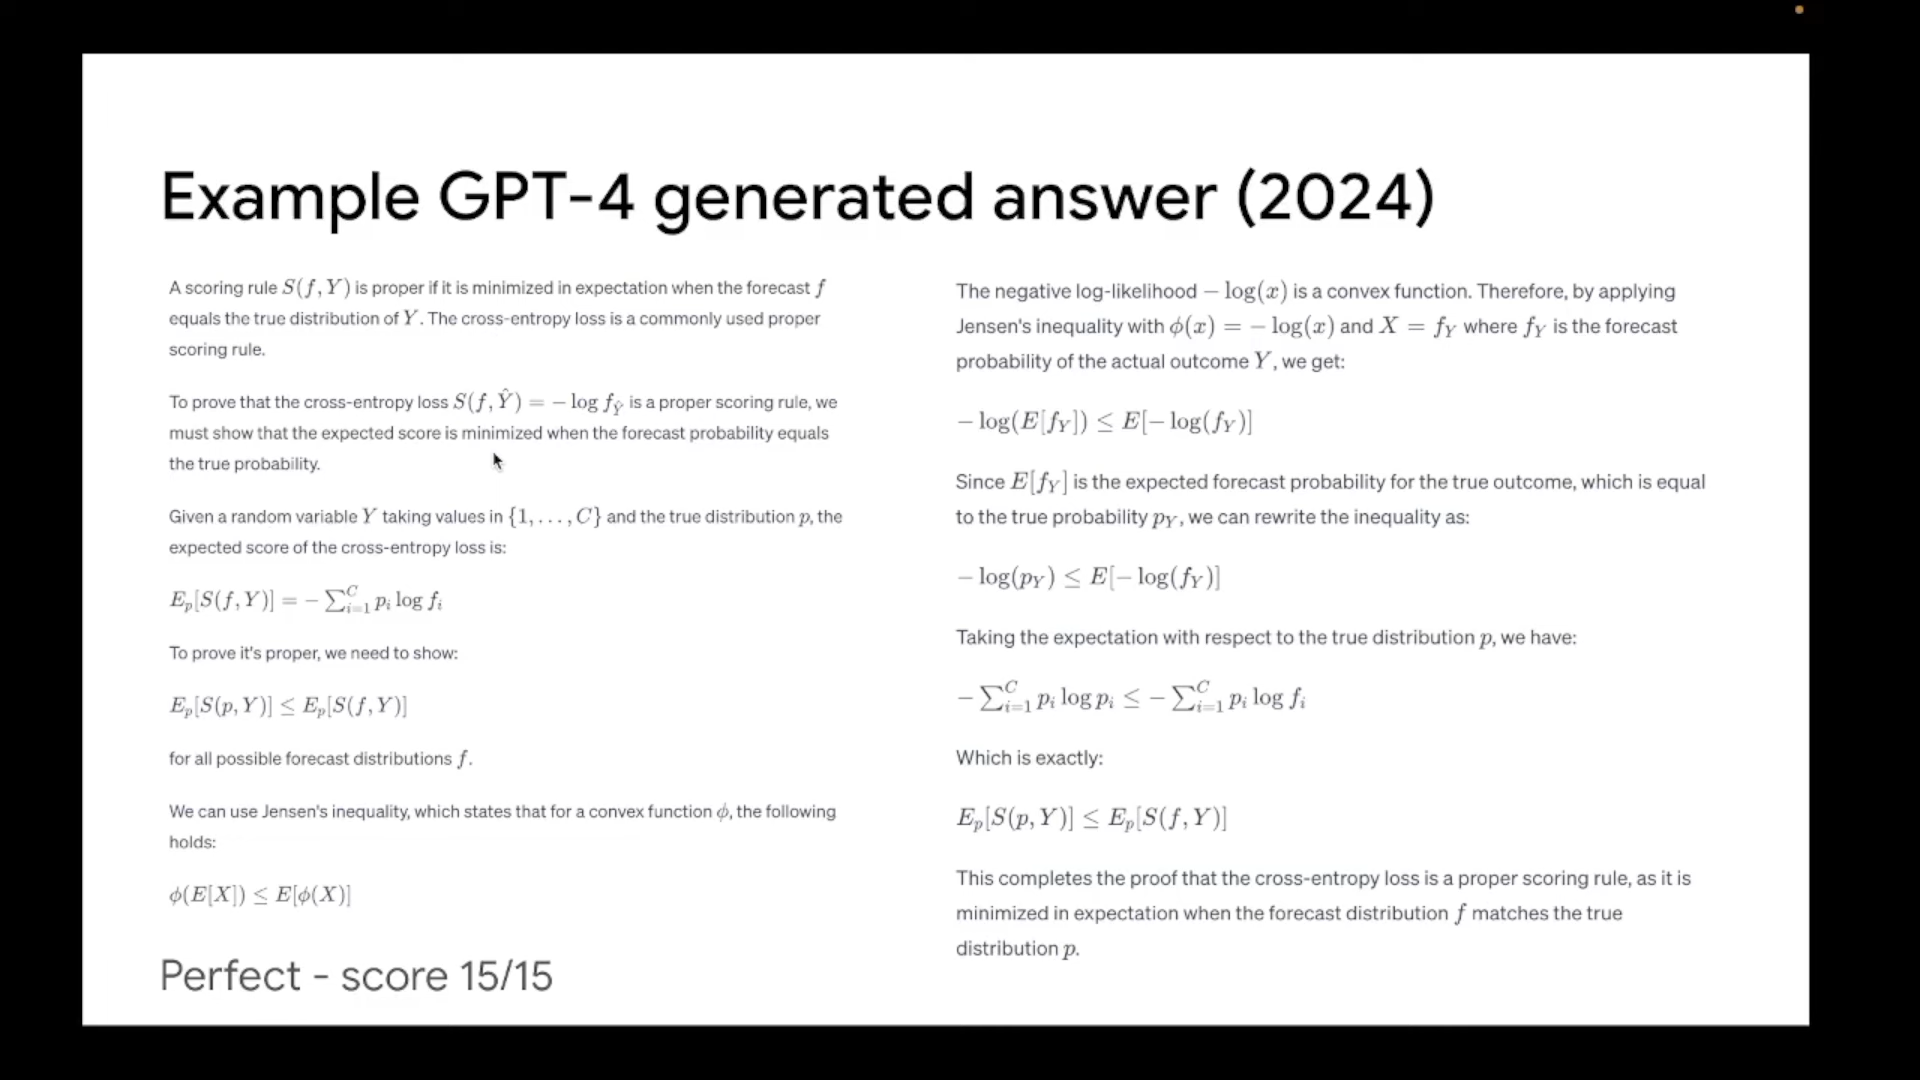 Example GPT-4 generated answer (2024)
A scoring rule S(f, Y) is proper if it is minimized in expectation when the forecast f
equals the true distribution of Y. The cross-entropy loss is a commonly used proper
scoring rule.
To prove that the cross-entropy loss S(f, Ŷ) = − log f_Ŷ is a proper scoring rule, we
must show that the expected score is minimized when the forecast probability equals
the true probability.
Given a random variable Y taking values in {1, . . . , C} and the true distribution p, the
expected score of the cross-entropy loss is:
E_p[S(f, Y)] = − ∑_{i=1}^{C} p_i log f_i
To prove it's proper, we need to show:
E_p[S(p, Y)] ≤ E_p[S(f, Y)]
for all possible forecast distributions f.
We can use Jensen's inequality, which states that for a convex function ϕ, the following
holds:
ϕ(E[X]) ≤ E[ϕ(X)]
Perfect - score 15/15
The negative log-likelihood − log(x) is a convex function. Therefore, by applying
Jensen's inequality with ϕ(x) = − log(x) and X = f_Y where f_Y is the forecast
probability of the actual outcome Y, we get:
− log(E[f_Y]) ≤ E[− log(f_Y)]
Since E[f_Y] is the expected forecast probability for the true outcome, which is equal
to the true probability p_Y, we can rewrite the inequality as:
− log(p_Y) ≤ E[− log(f_Y)]
Taking the expectation with respect to the true distribution p, we have:
− ∑_{i=1}^{C} p_i log p_i ≤ − ∑_{i=1}^{C} p_i log f_i
Which is exactly:
E_p[S(p, Y)] ≤ E_p[S(f, Y)]
This completes the proof that the cross-entropy loss is a proper scoring rule, as it is
minimized in expectation when the forecast distribution f matches the true
distribution p.